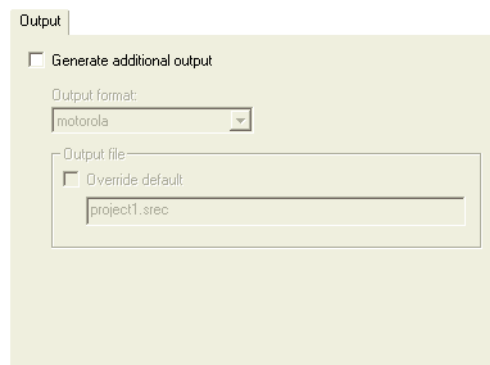 Output
Generate additional output
Output format:
motorola
Output file
Override default
project1.srec